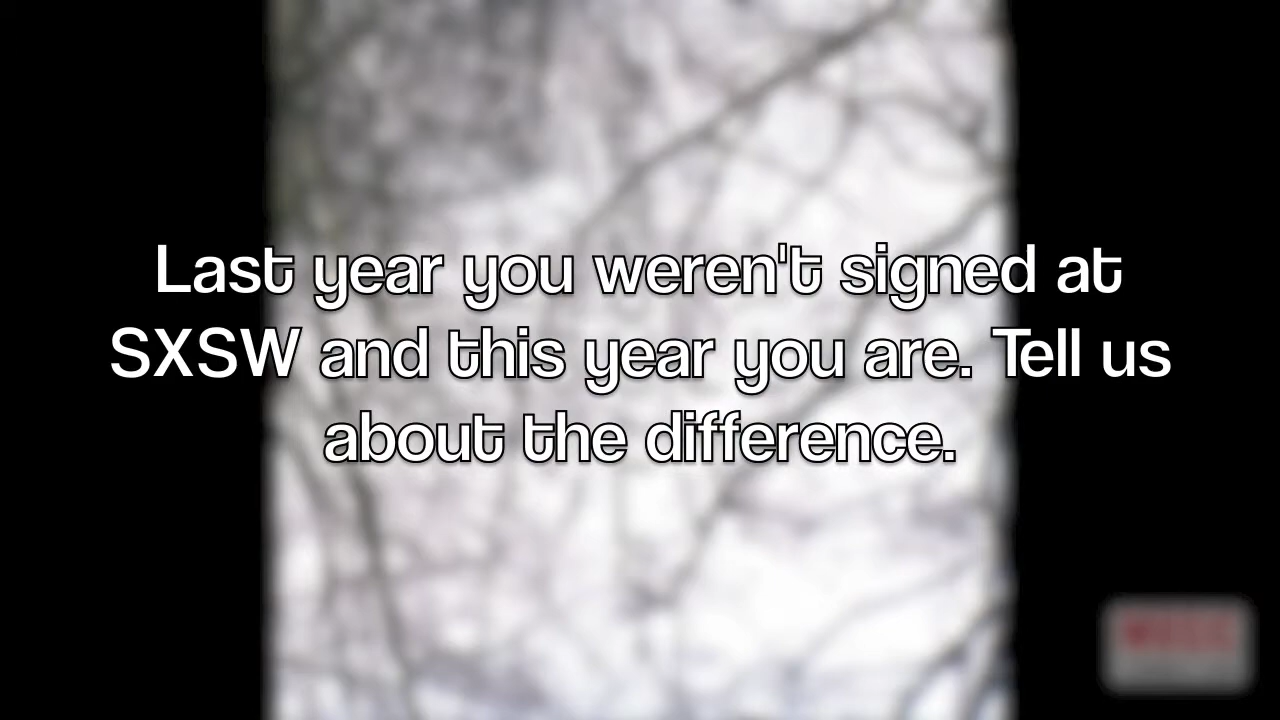 Last year you weren't signed at
SXSW and this year you are. Tell us
about the difference.